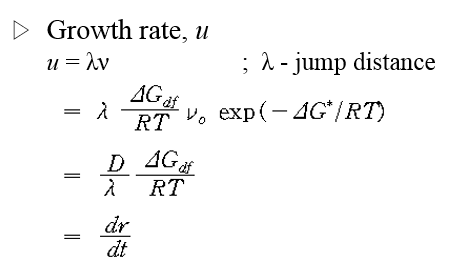 ▷ Growth rate, u
u = λν ; λ - jump distance
= λ ΔG_df/RT ν_o exp(−ΔG*/RT)
= D/λ ΔG_df/RT
= dr/dt